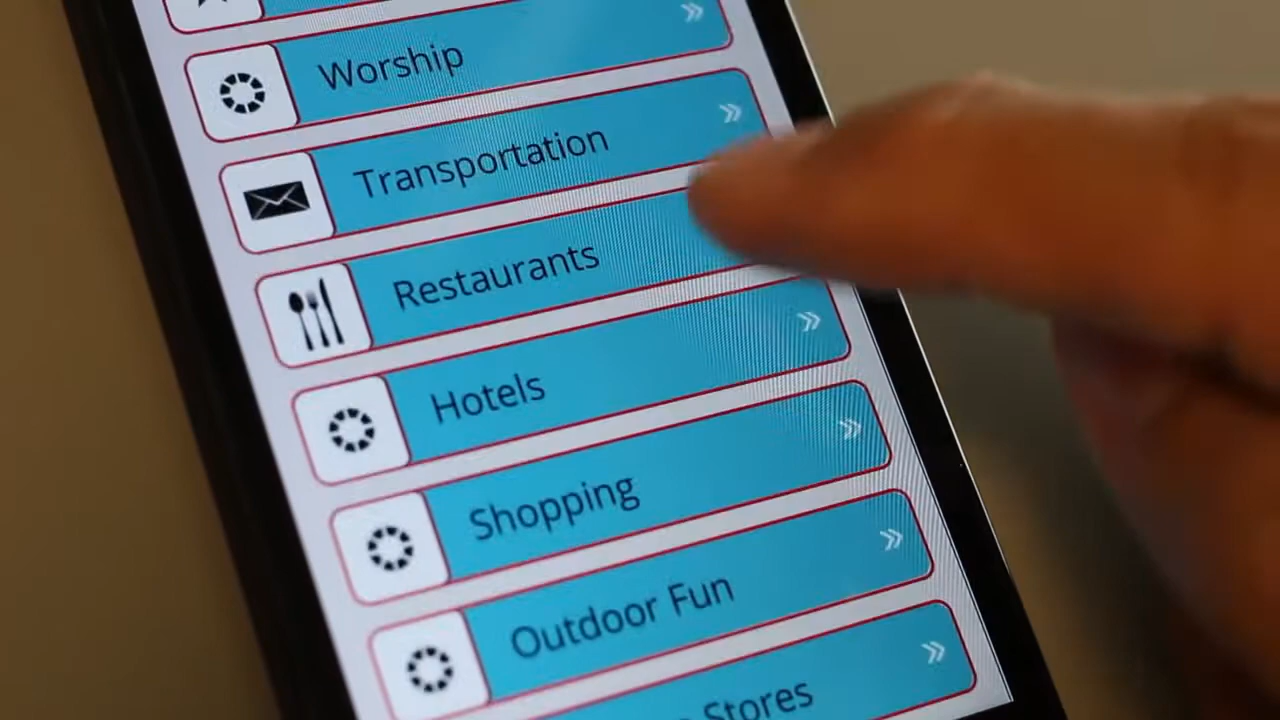 Worship
Transportation
Restaurants
Hotels
Shopping
Outdoor Fun
Stores